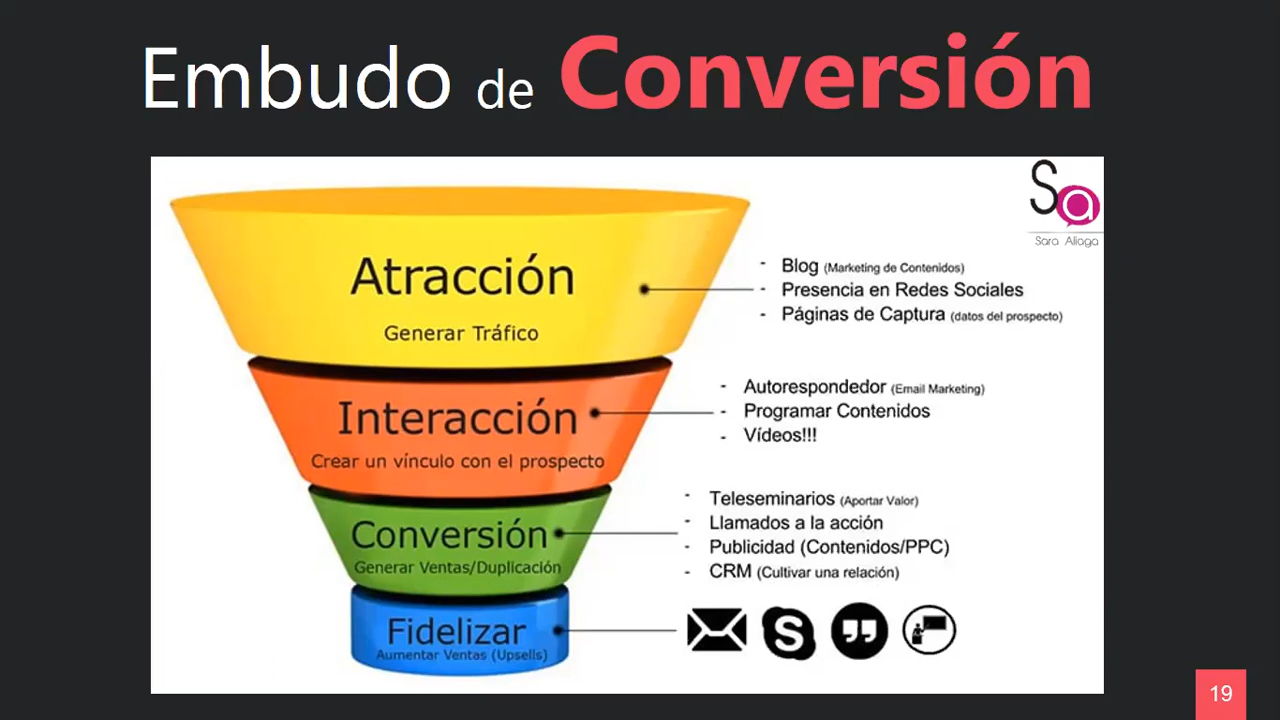 Embudo de Conversión
Sa
Sara Aliaga
Atracción
Generar Tráfico
- Blog (Marketing de Contenidos)
- Presencia en Redes Sociales
- Páginas de Captura (datos del prospecto)
Interacción
Crear un vínculo con el prospecto
- Autorespondedor (Email Marketing)
- Programar Contenidos
- Vídeos!!!
Conversión
Generar Ventas/Duplicación
- Teleseminarios (Aportar Valor)
- Llamados a la acción
- Publicidad (Contenidos/PPC)
- CRM (Cultivar una relación)
Fidelizar
Aumentar Ventas (Upsells)
19